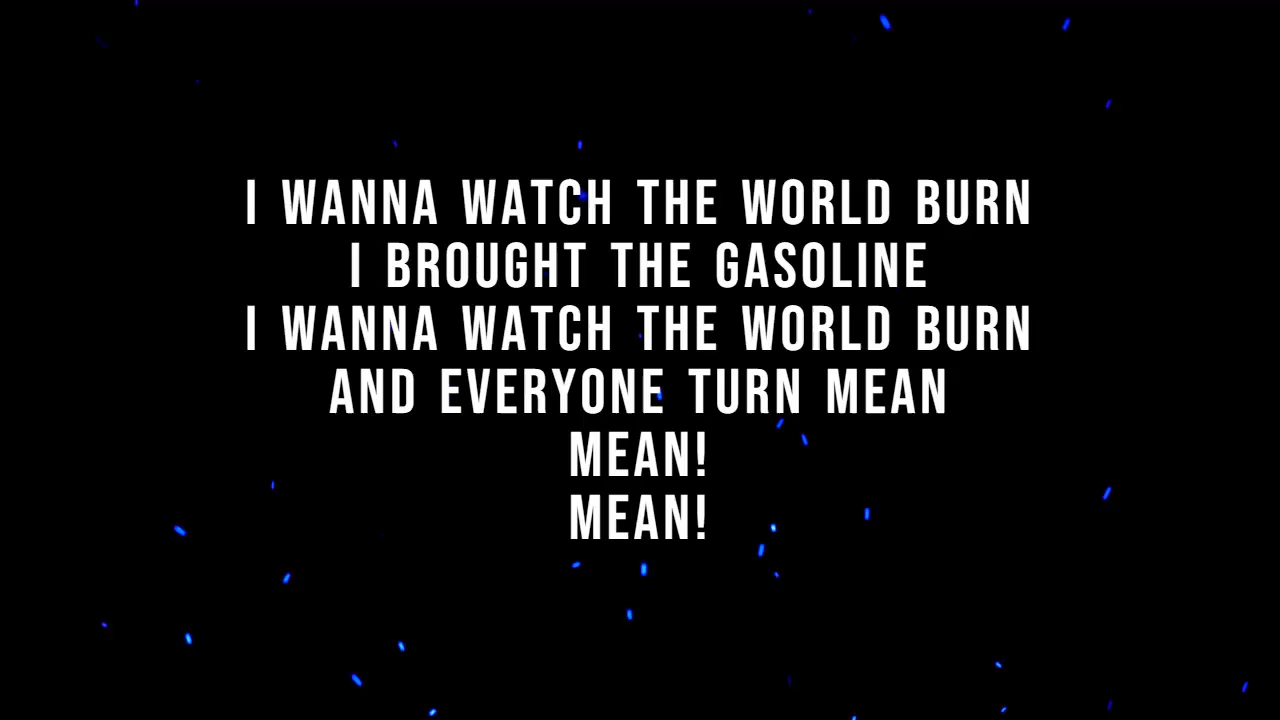 I WANNA WATCH THE WORLD BURN
I BROUGHT THE GASOLINE
I WANNA WATCH THE WORLD BURN
AND EVERYONE TURN MEAN
MEAN!
MEAN!